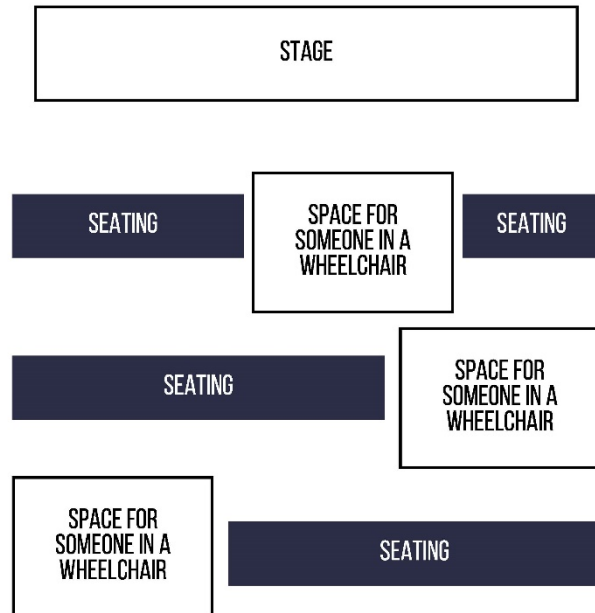 STAGE
SEATING
SPACE FOR
SOMEONE IN A
WHEELCHAIR
SEATING
SEATING
SPACE FOR
SOMEONE IN A
WHEELCHAIR
SPACE FOR
SOMEONE IN A
WHEELCHAIR
SEATING